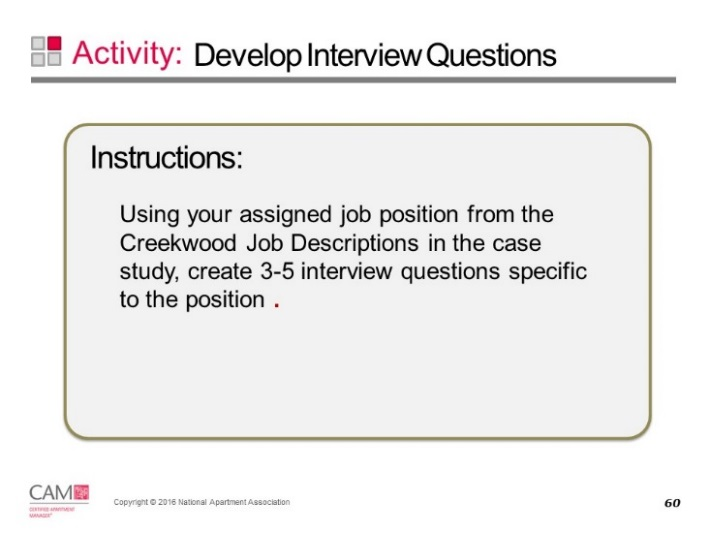 Activity: Develop Interview Questions
Instructions:
Using your assigned job position from the
Creekwood Job Descriptions in the case
study, create 3-5 interview questions specific
to the position .
CAM
CERTIFIED APARTMENT
MANAGER
Copyright © 2016 National Apartment Association
60